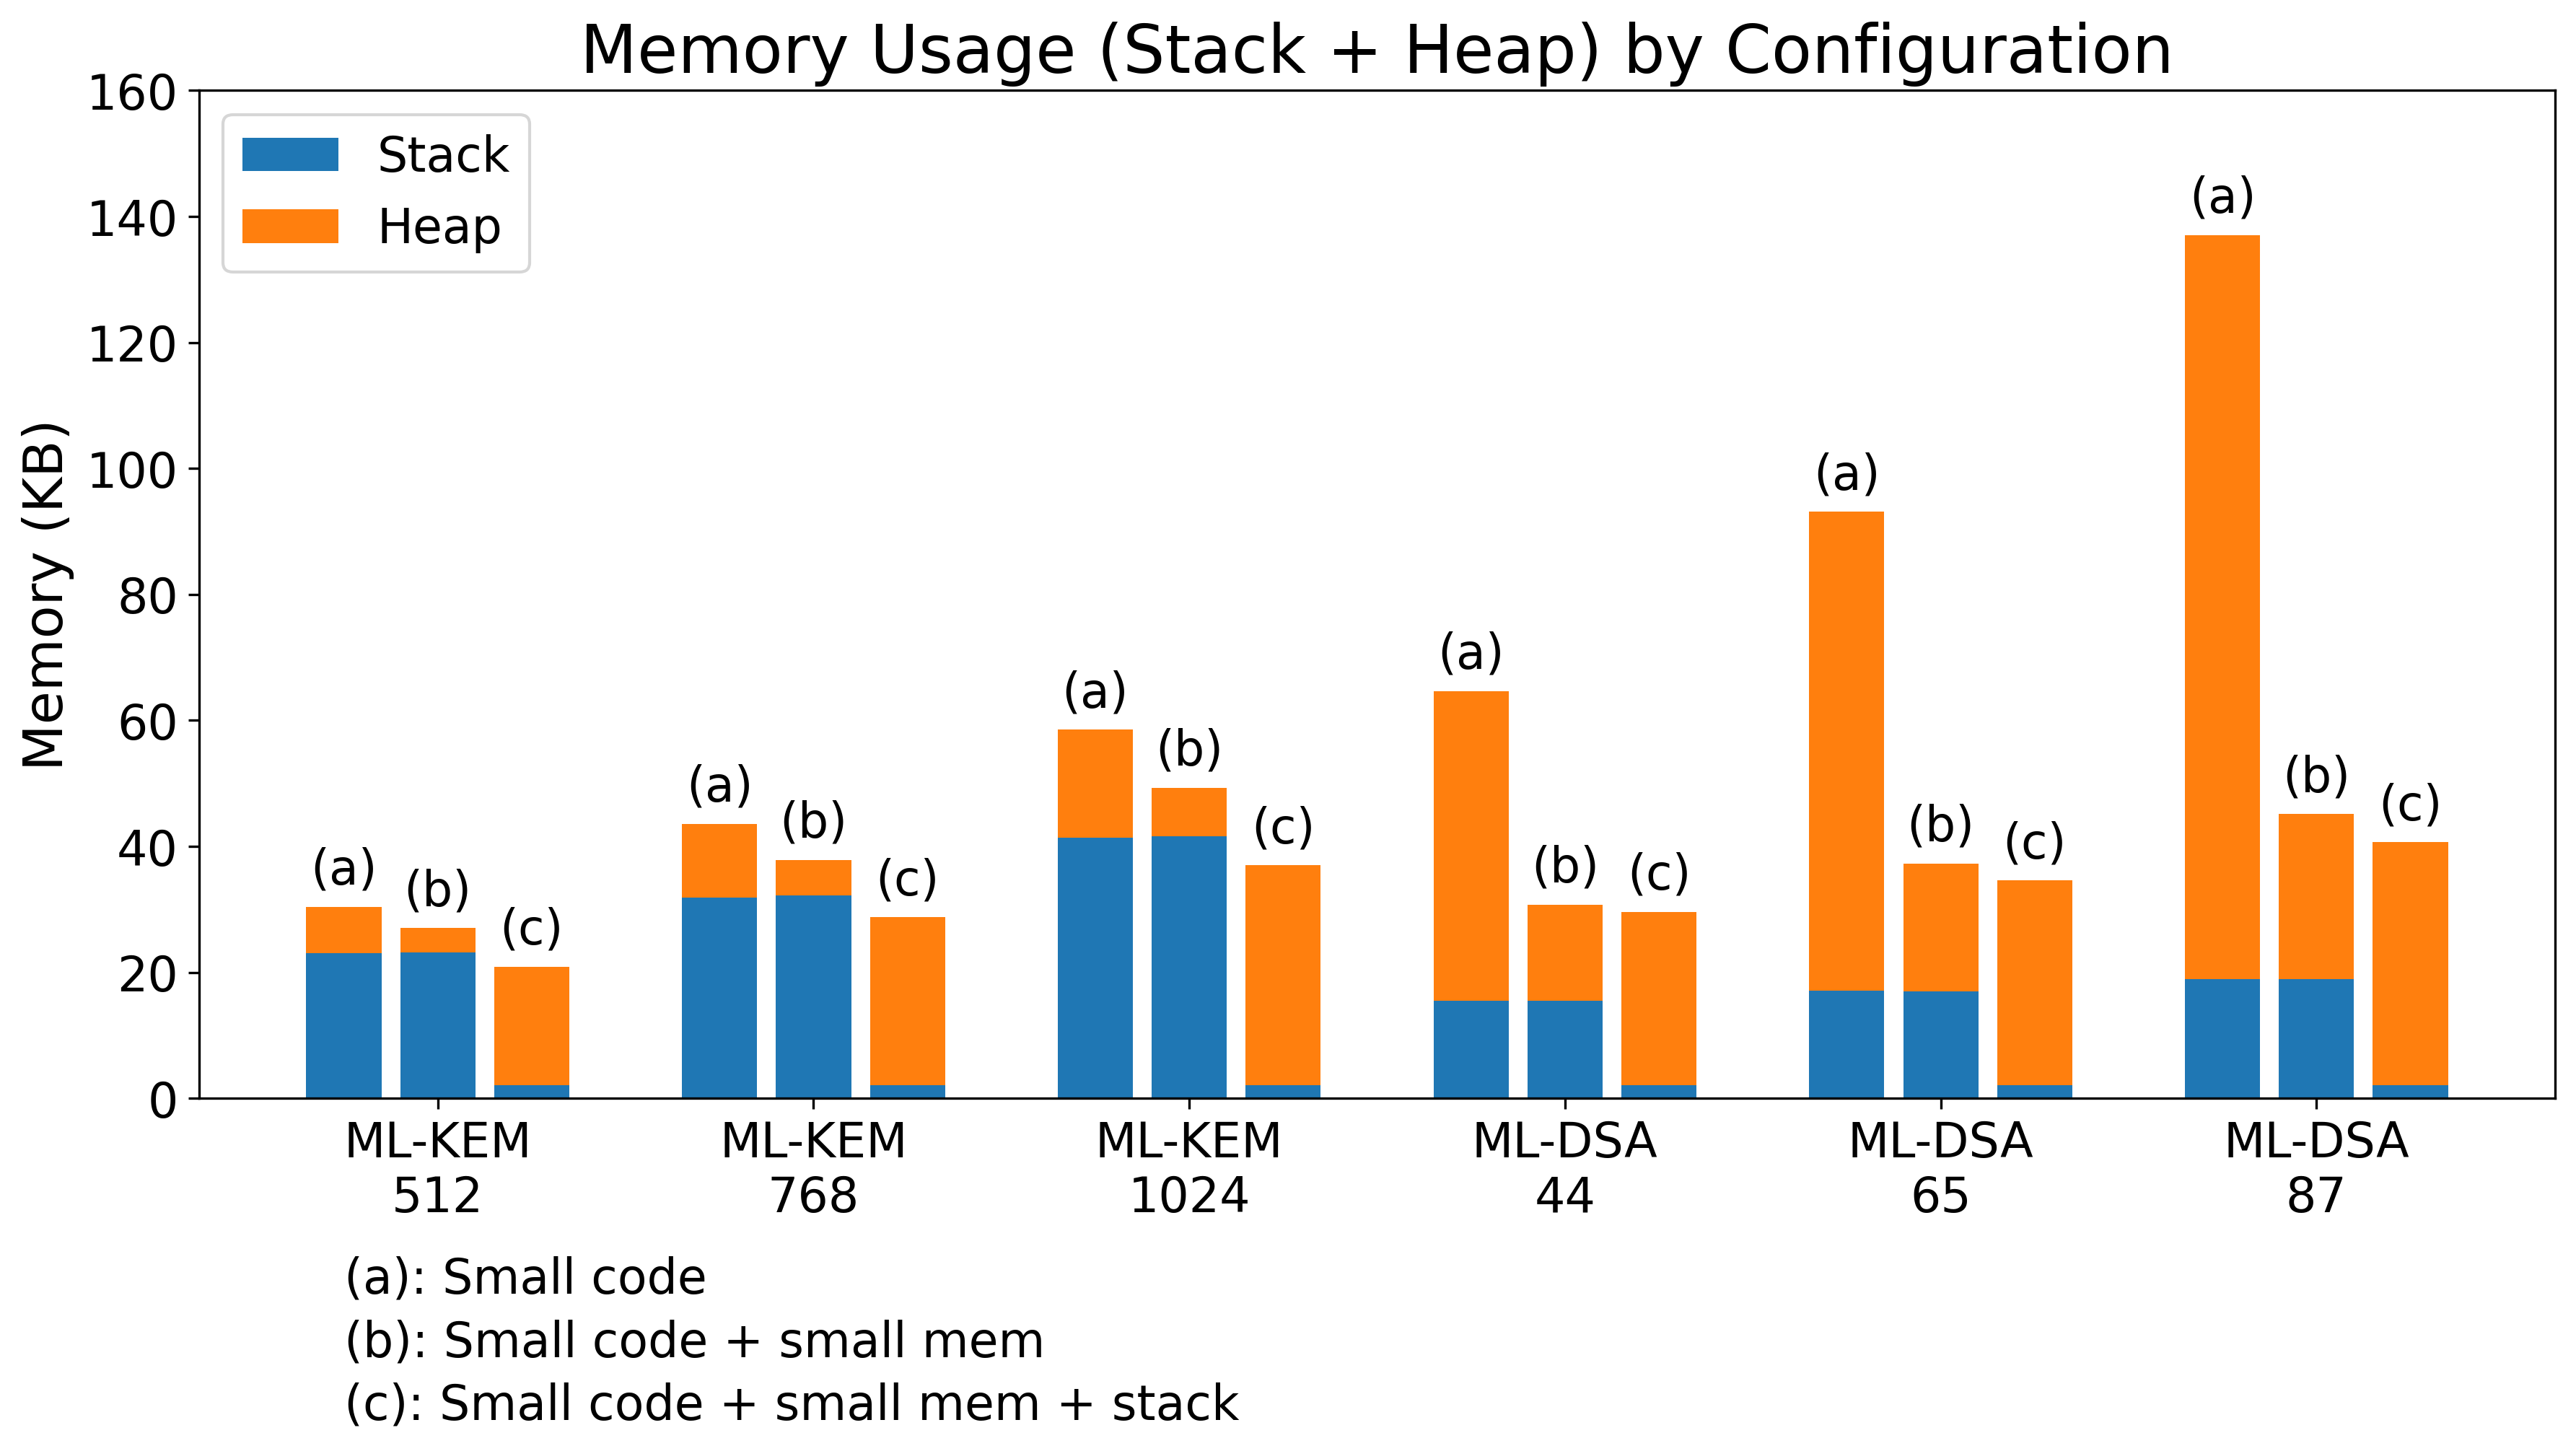 Memory Usage (Stack + Heap) by Configuration
Memory (KB)
160
140
120
100
80
60
40
20
0
Stack
Heap
(a)
(b)
(c)
(a)
(b)
(c)
(a)
(b)
(c)
(a)
(b)
(c)
(a)
(b)
(c)
(a)
(b)
(c)
ML-KEM
512
ML-KEM
768
ML-KEM
1024
ML-DSA
44
ML-DSA
65
ML-DSA
87
(a): Small code
(b): Small code + small mem
(c): Small code + small mem + stack